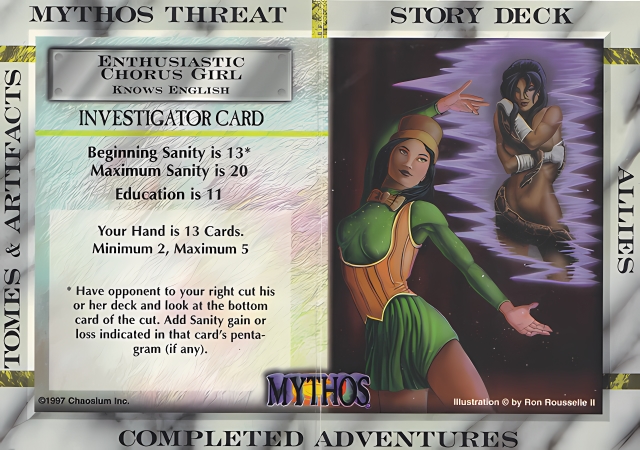 MYTHOS THREAT
STORY DECK
TOMES & ARTIFACTS
ALLIES
ENTHUSIASTIC
CHORUS GIRL
KNOWS ENGLISH
INVESTIGATOR CARD
Beginning Sanity is 13*
Maximum Sanity is 20
Education is 11
Your Hand is 13 Cards.
Minimum 2, Maximum 5
* Have opponent to your right cut his
or her deck and look at the bottom
card of the cut. Add Sanity gain or
loss indicated in that card's penta-
gram (if any).
MYTHOS
©1997 Chaosium Inc.
Illustration © by Ron Rousselle II
COMPLETED ADVENTURES